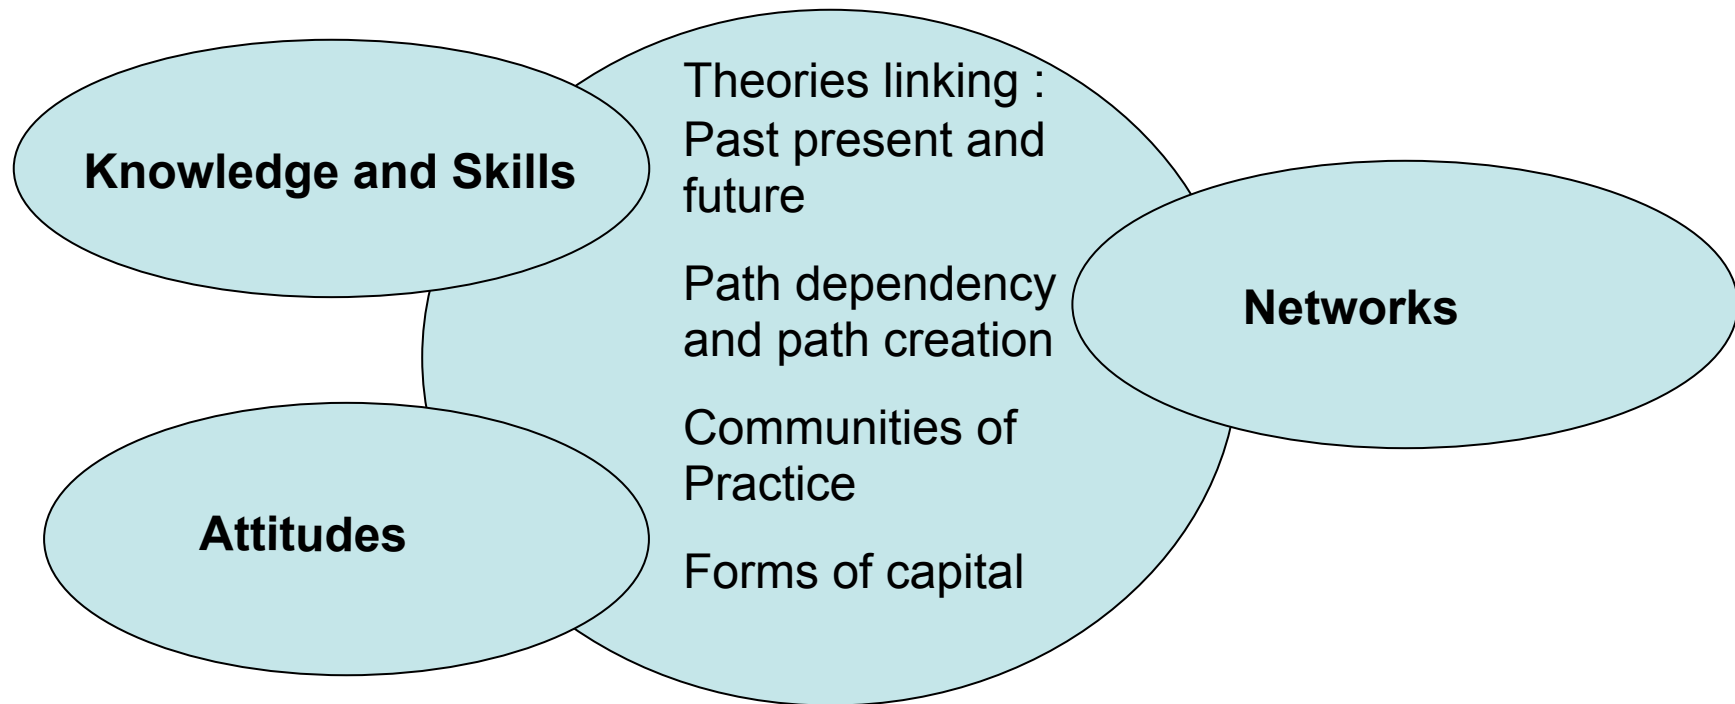 Knowledge and Skills
Attitudes
Theories linking :
Past present and
future
Path dependency
and path creation
Communities of
Practice
Forms of capital
Networks